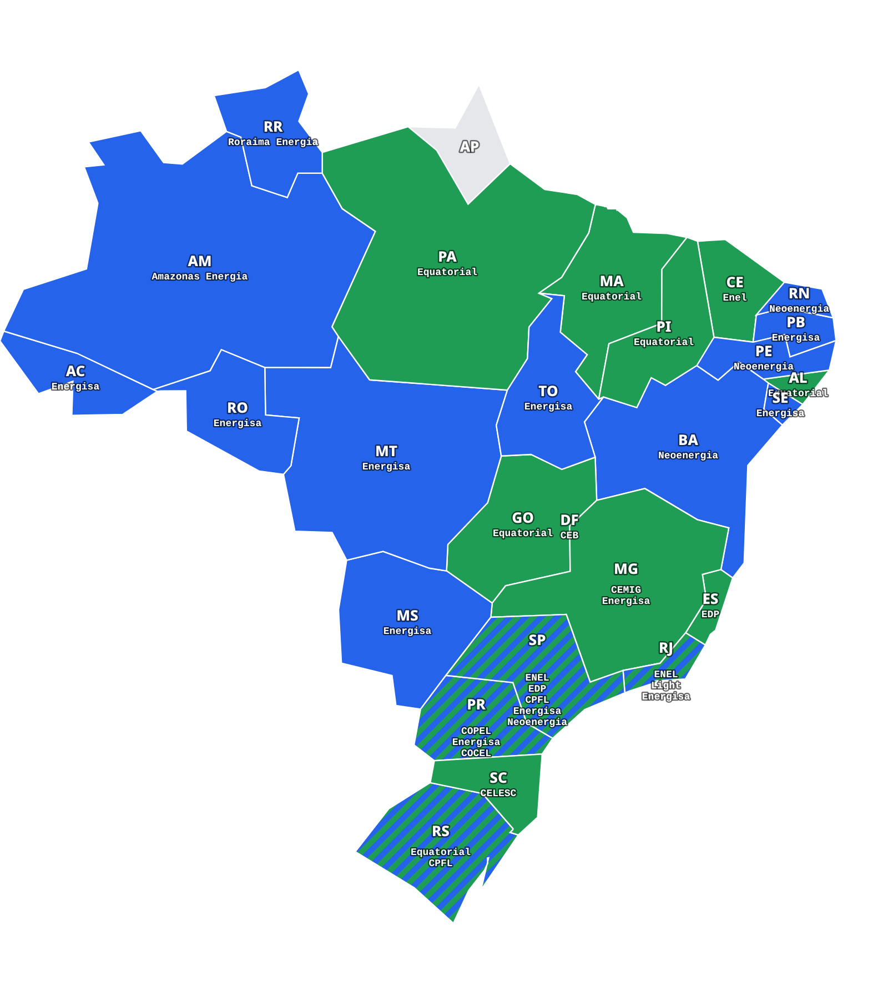 RR
Roraima Energia
AP
AM
Amazonas Energia
PA
Equatorial
MA
Equatorial
CE
Enel
RN
Neoenergia
PI
Equatorial
PB
Energisa
PE
Neoenergia
AC
Energisa
AL
Equatorial
SE
Energisa
TO
Energisa
RO
Energisa
MT
Energisa
BA
Neoenergia
GO
Equatorial
DF
CEB
MG
CEMIG
Energisa
ES
EDP
MS
Energisa
SP
ENEL
EDP
CPFL
Energisa
Neoenergia
RJ
ENEL
Light
Energisa
PR
COPEL
Energisa
COCEL
SC
CELESC
RS
Equatorial
CPFL